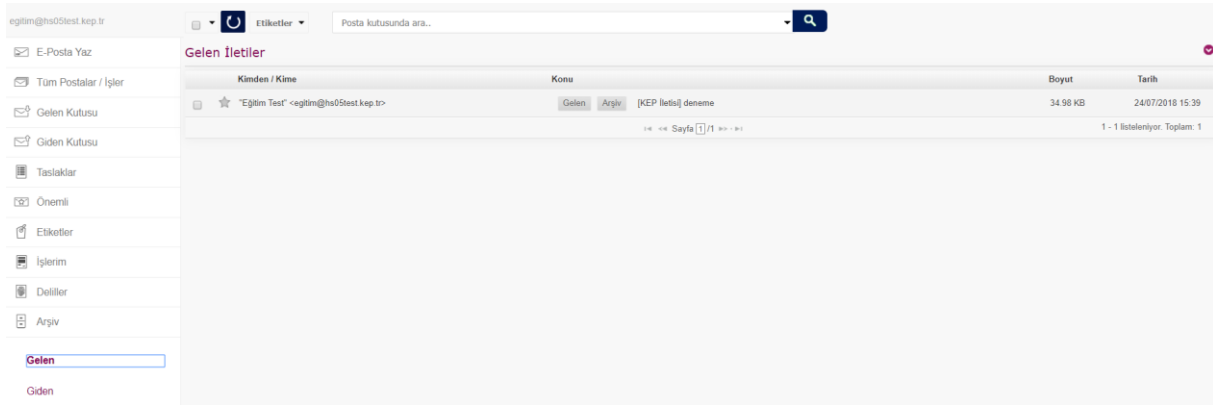 egitim@hs05test.kep.tr
Etiketler
Posta kutusunda ara..
E-Posta Yaz
Tüm Postalar / İşler
Gelen Kutusu
Giden Kutusu
Taslaklar
Önemli
Etiketler
İşlerim
Deliller
Arşiv
Gelen
Giden
Gelen İletiler
Kimden / Kime Konu Boyut Tarih
"Eğitim Test" <egitim@hs05test.kep.tr> Gelen Arşiv [KEP İletisi] deneme 34.98 KB 24/07/2018 15:39
Sayfa 1 /1 1 - 1 listeleniyor. Toplam: 1